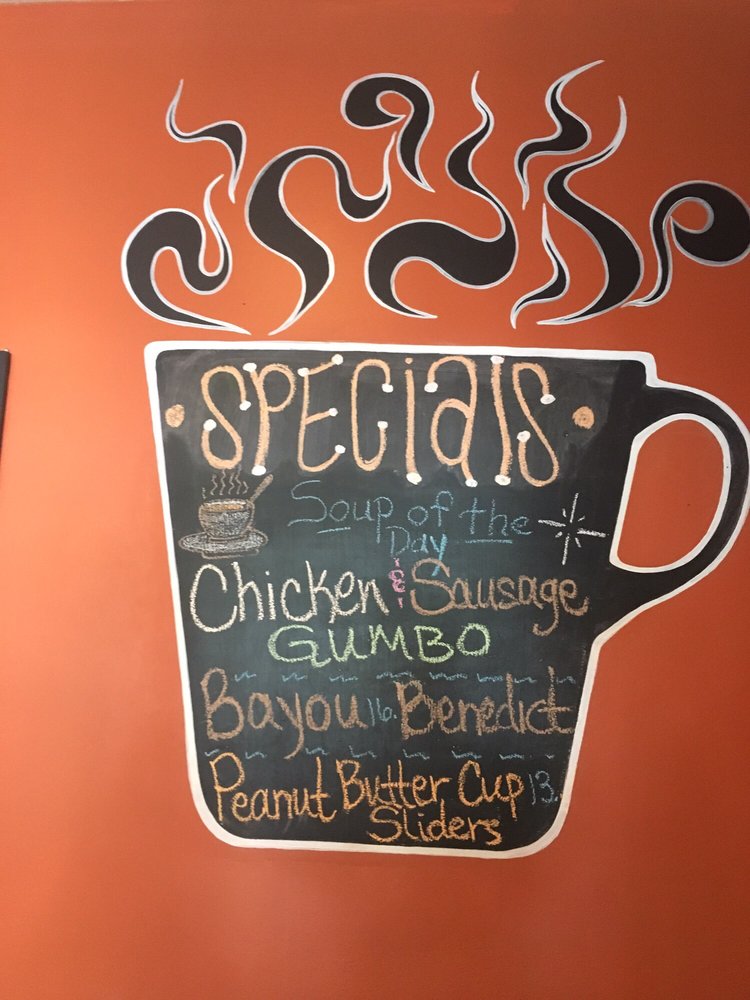 SPECIALS
Soup of the
Day
Chicken & Sausage
GUMBO
Bayou 16. Benedict
Peanut Butter Cup 13.
Sliders